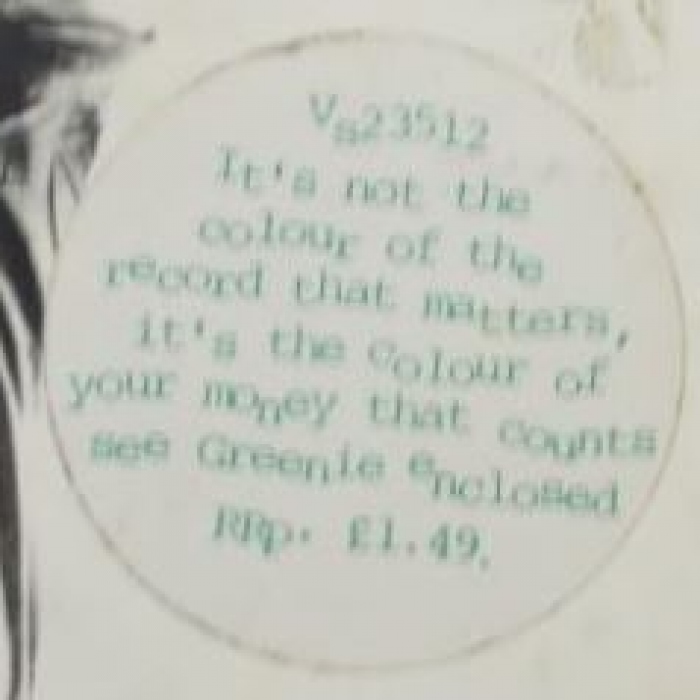 Vs23512
It's not the
colour of the
record that matters,
it's the colour of
your money that counts
see Greenie enclosed
RRp. £1.49.